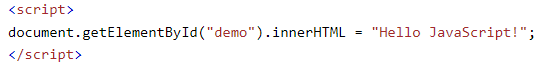 <script>
document.getElementById("demo").innerHTML = "Hello JavaScript!";
</script>